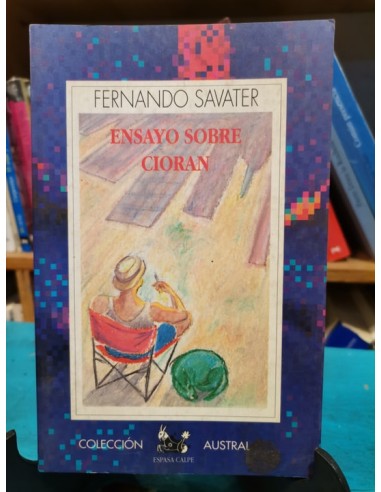 FERNANDO SAVATER
ENSAYO SOBRE
CIORAN
COLECCIÓN
AUSTRAL
ESPASA CALPE